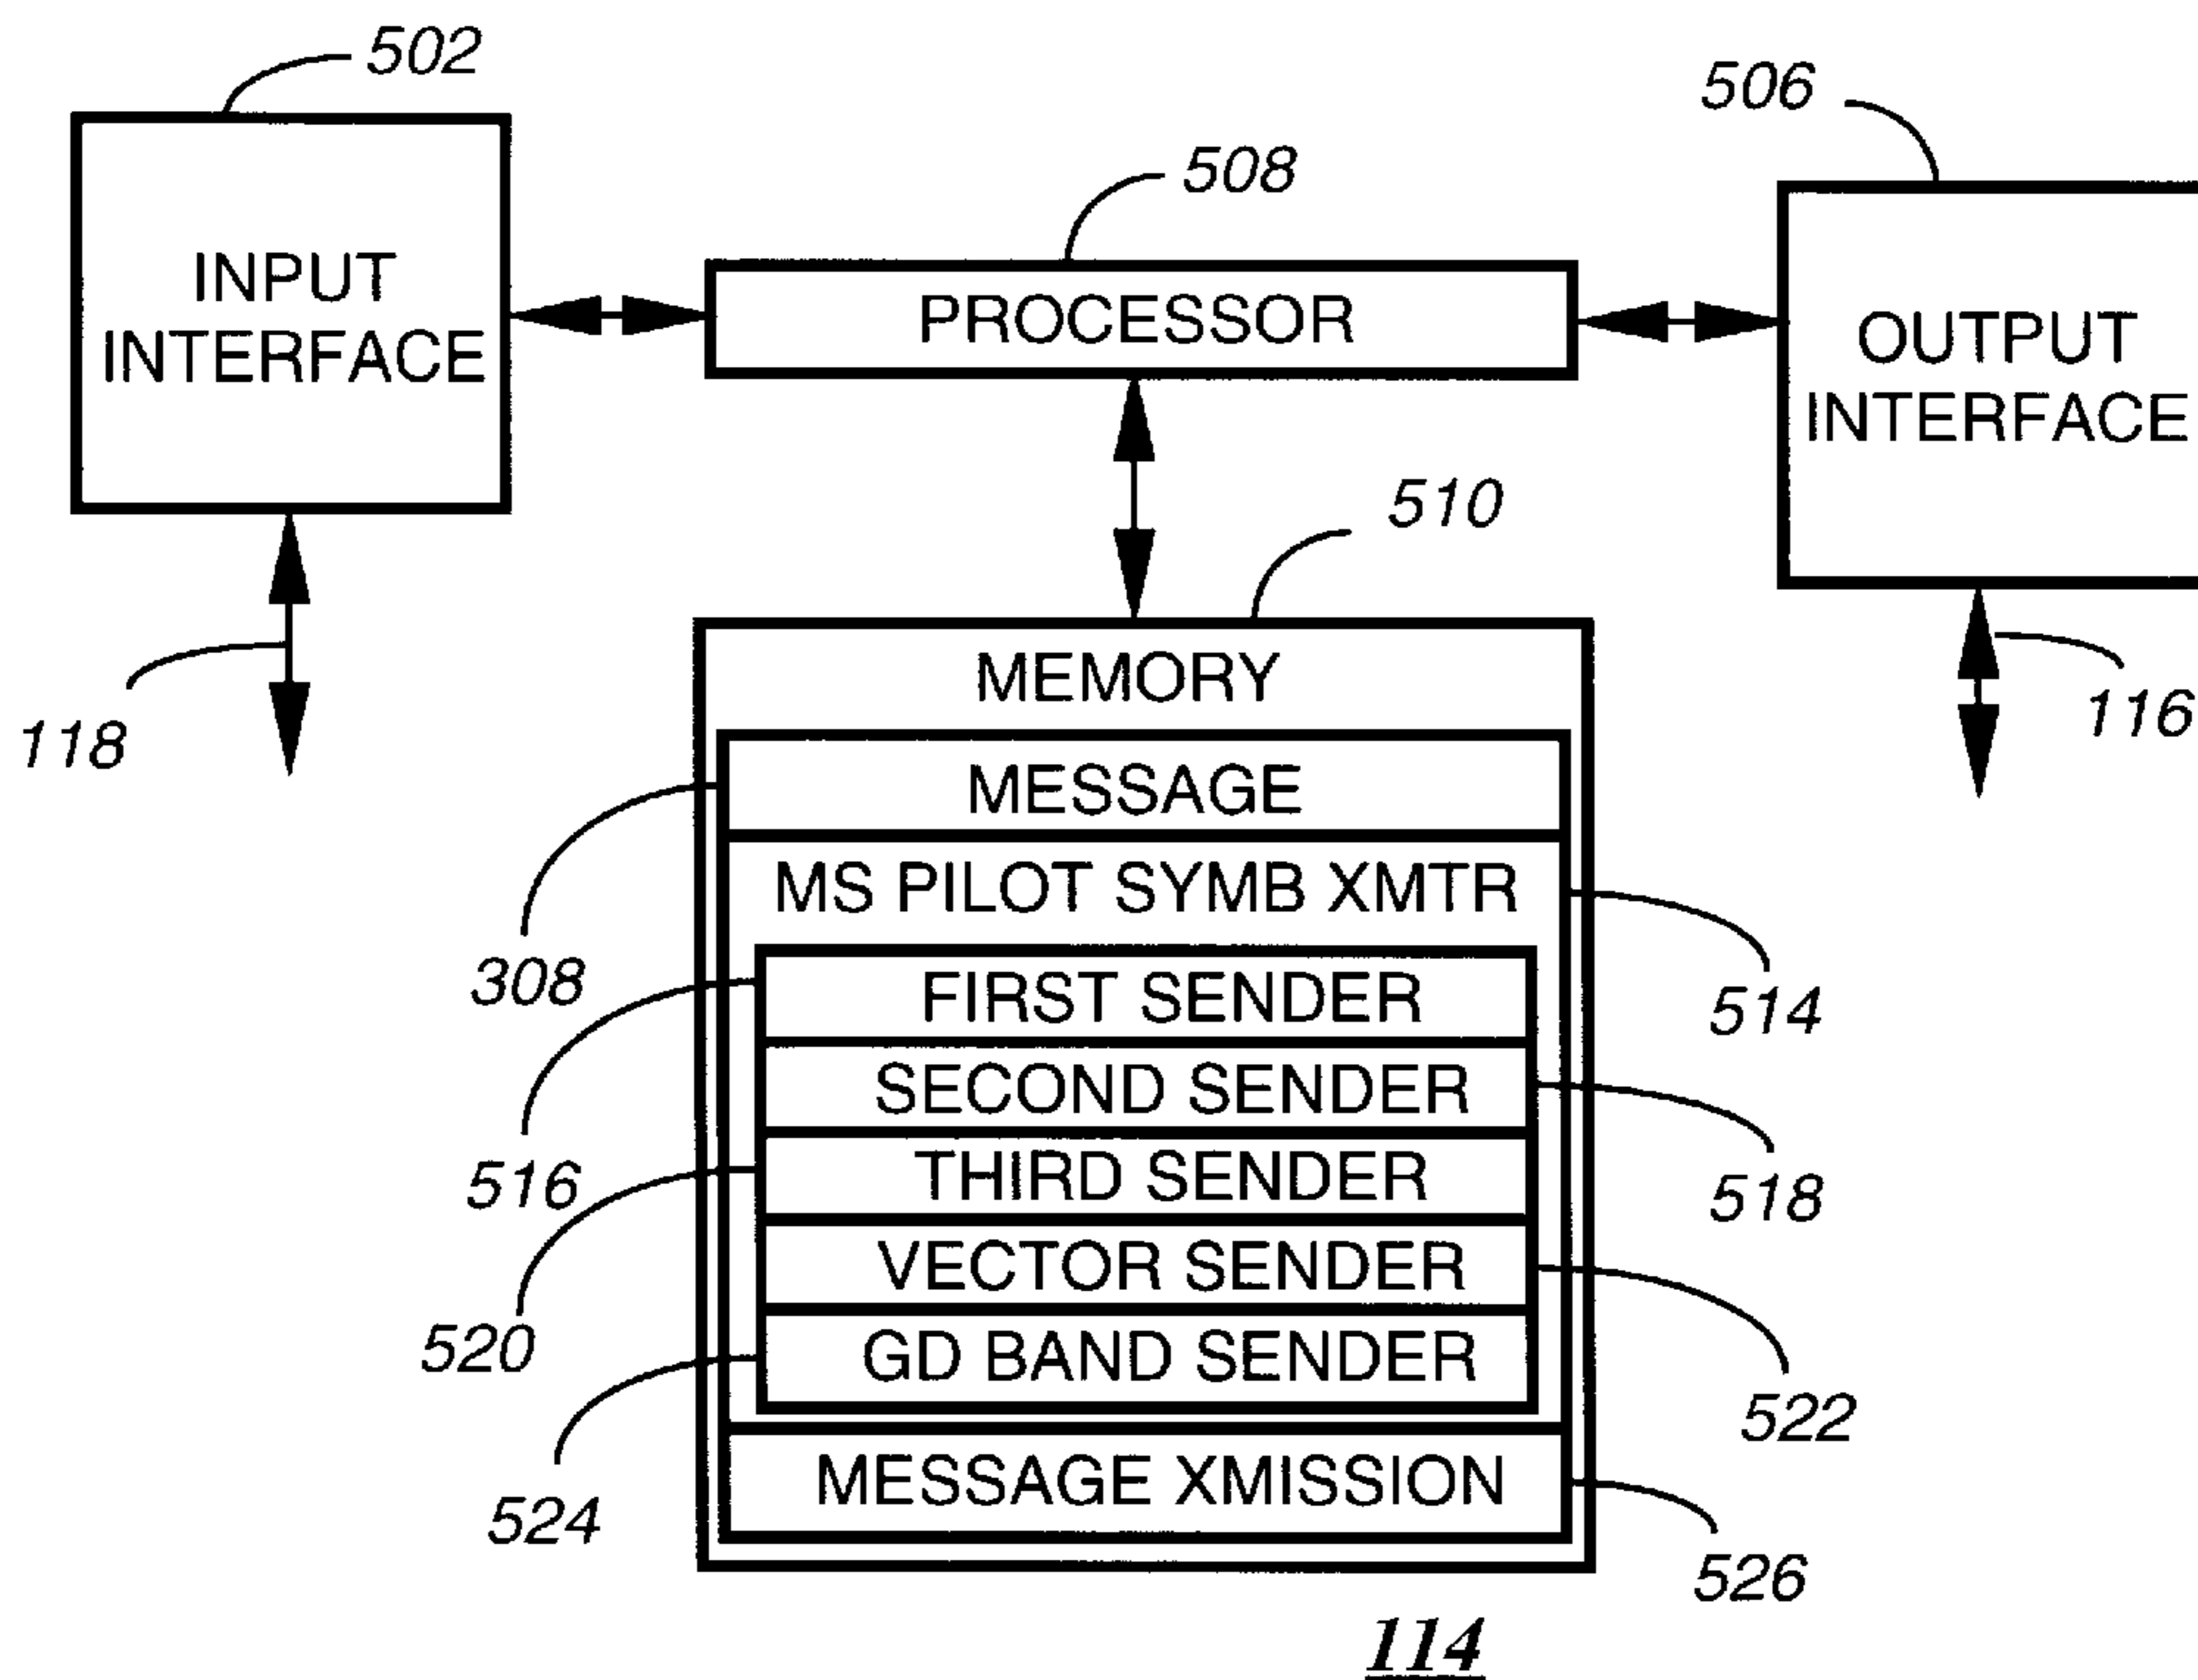 502
506
508
INPUT
INTERFACE
PROCESSOR
OUTPUT
INTERFACE
510
118
116
MEMORY
MESSAGE
308
MS PILOT SYMB XMTR
514
FIRST SENDER
516
SECOND SENDER
518
THIRD SENDER
520
VECTOR SENDER
522
GD BAND SENDER
524
MESSAGE XMISSION
526
114